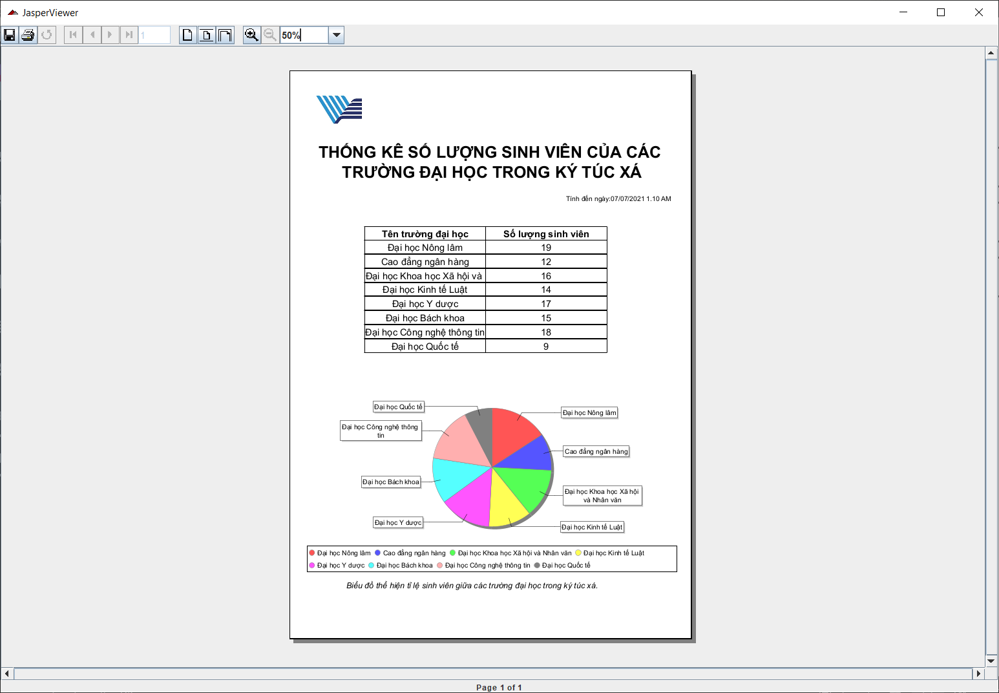 JasperViewer
1
50%
THỐNG KÊ SỐ LƯỢNG SINH VIÊN CỦA CÁC
TRƯỜNG ĐẠI HỌC TRONG KÝ TÚC XÁ
Tính đến ngày:07/07/2021 1.10 AM
Tên trường đại học Số lượng sinh viên
Đại học Nông lâm 19
Cao đẳng ngân hàng 12
Đại học Khoa học Xã hội và 16
Đại học Kinh tế Luật 14
Đại học Y dược 17
Đại học Bách khoa 15
Đại học Công nghệ thông tin 18
Đại học Quốc tế 9
Đại học Quốc tế
Đại học Nông lâm
Đại học Công nghệ thông
tin
Cao đẳng ngân hàng
Đại học Bách khoa
Đại học Khoa học Xã hội
và Nhân văn
Đại học Y dược
Đại học Kinh tế Luật
Đại học Nông lâm Cao đẳng ngân hàng Đại học Khoa học Xã hội và Nhân văn Đại học Kinh tế Luật
Đại học Y dược Đại học Bách khoa Đại học Công nghệ thông tin Đại học Quốc tế
Biểu đồ thể hiện tỉ lệ sinh viên giữa các trường đại học trong ký túc xá.
Page 1 of 1